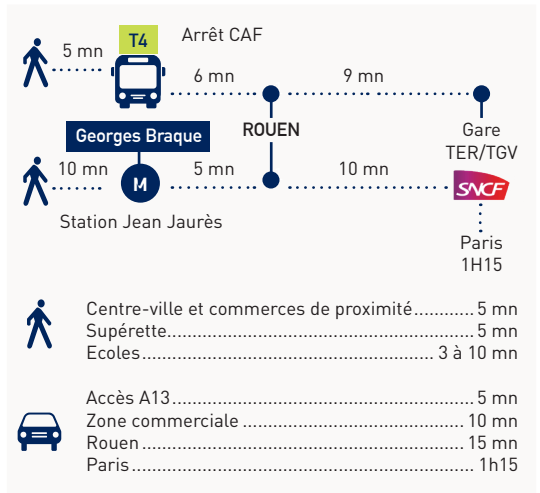 T4 Arrêt CAF
5 mn
6 mn 9 mn
Georges Braque ROUEN Gare
TER/TGV
10 mn 5 mn 10 mn
M SNCF
Station Jean Jaurès
Paris
1H15
Centre-ville et commerces de proximité............ 5 mn
Supérette.......................................................5 mn
Ecoles.................................................. 3 à 10 mn
Accès A13......................................................5 mn
Zone commerciale ....................................... 10 mn
Rouen ......................................................... 15 mn
Paris ............................................................ 1h15